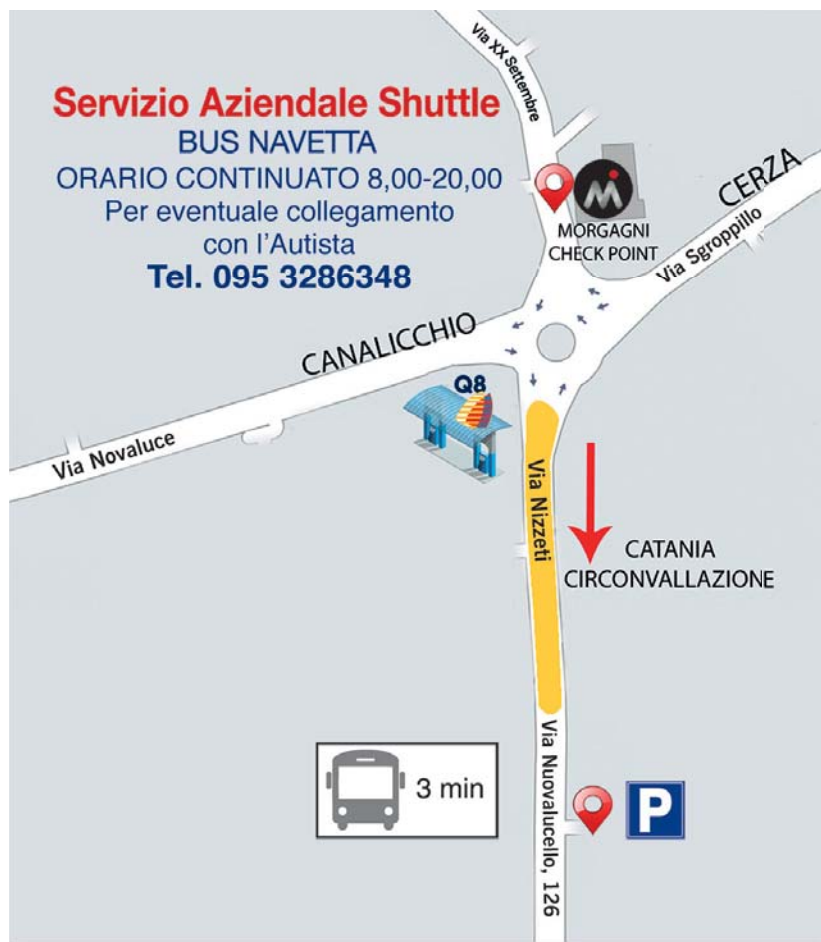 Servizio Aziendale Shuttle
BUS NAVETTA
ORARIO CONTINUATO 8,00-20,00
Per eventuale collegamento
con l'Autista
Tel. 095 3286348
Via XX Settembre
MORGAGNI
CHECK POINT
CERZA
Via Sgroppillo
CANALICCHIO
Via Novaluce
Q8
Via Nizzeti
CATANIA
CIRCONVALLAZIONE
3 min
Via Nuovalucello, 126
P